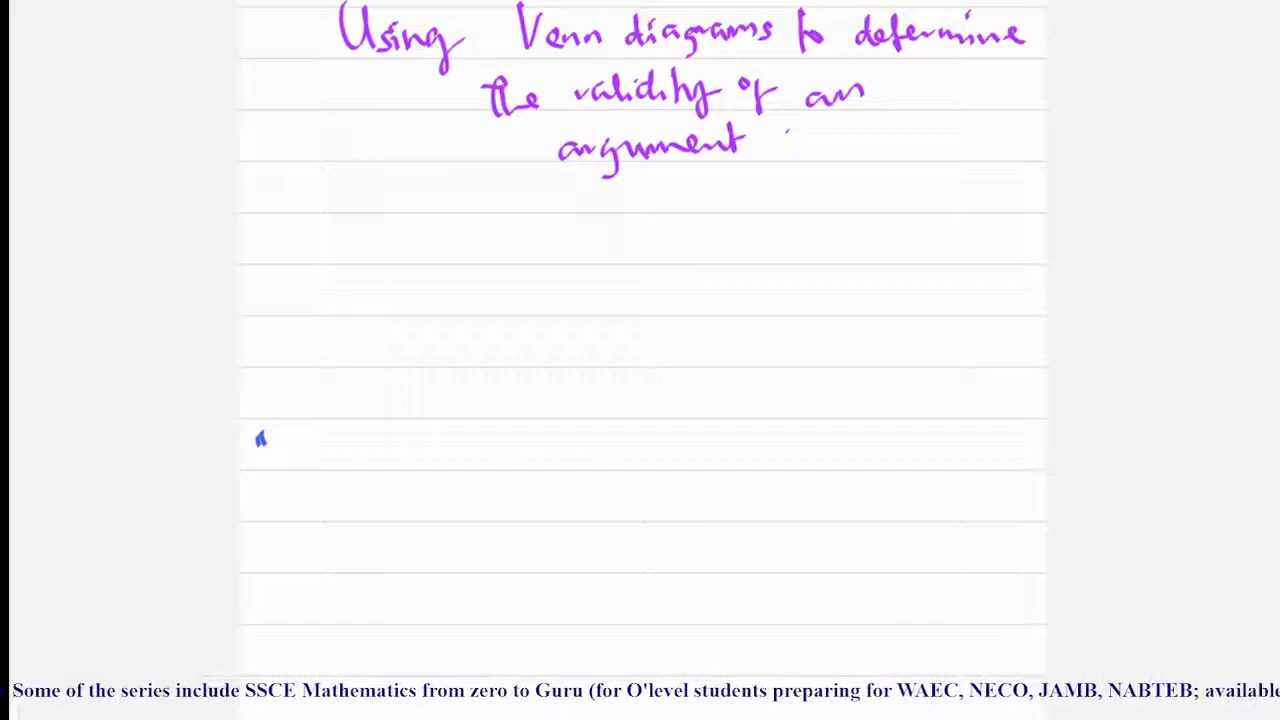 Using Venn diagrams to determine
the validity of an
argument
Some of the series include SSCE Mathematics from zero to Guru (for O'level students preparing for WAEC, NECO, JAMB, NABTEB; available